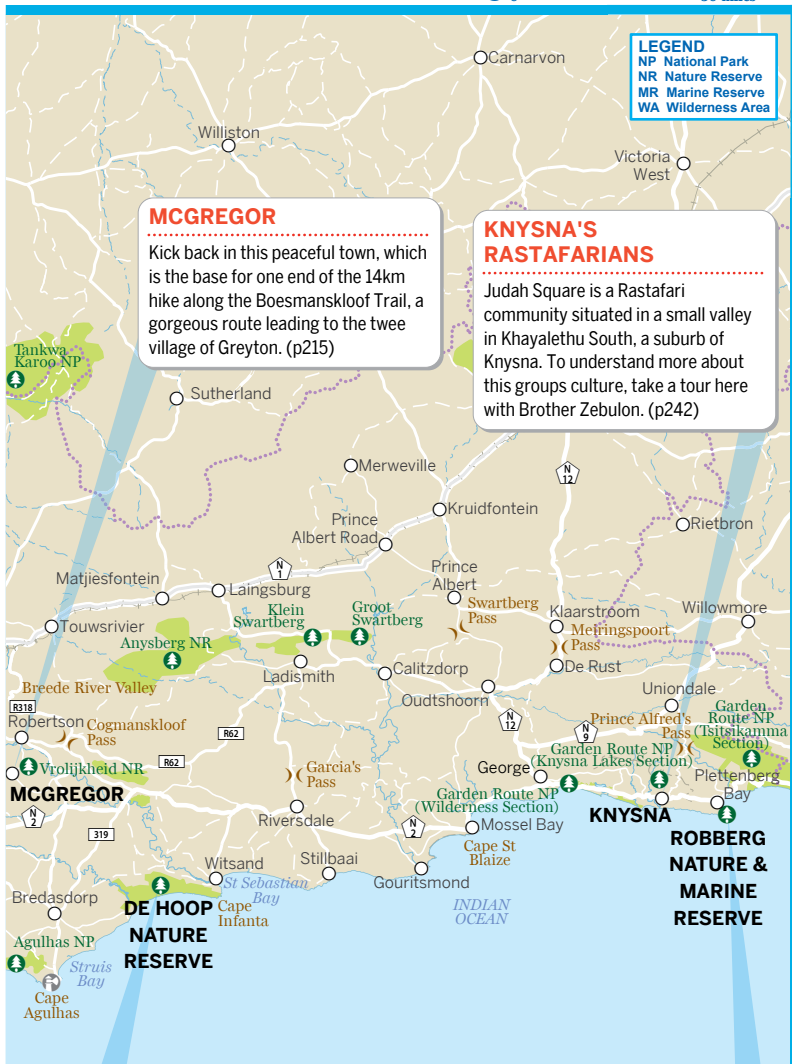 LEGEND
NP National Park
NR Nature Reserve
MR Marine Reserve
WA Wilderness Area
Carnarvon
Williston
Victoria
West
MCGREGOR
Kick back in this peaceful town, which
is the base for one end of the 14km
hike along the Boesmanskloof Trail, a
gorgeous route leading to the twee
village of Greyton. (p215)
KNYSNA'S
RASTAFARIANS
Judah Square is a Rastafari
community situated in a small valley
in Khayalethu South, a suburb of
Knysna. To understand more about
this groups culture, take a tour here
with Brother Zebulon. (p242)
Tankwa
Karoo NP
Sutherland
Merweville
N
12
Kruidfontein
Rietbron
Prince
Albert Road
N
1
Matjiesfontein
Laingsburg
Prince
Albert
Touwsrivier
Klein
Swartberg
Groot
Swartberg
Swartberg
Pass
Klaarstroom
Willowmore
Anysberg NR
Meiringspoort
Pass
Ladismith
Calitzdorp
De Rust
Breede River Valley
Oudtshoorn
Uniondale
R318
Robertson
Cogmanskloof
Pass
R62
N
12
N
9
Prince Alfred's
Pass
Garden
Route NP
(Tsitsikamna
Section)
R62
Garden Route NP
(Knysna Lakes Section)
Vrolijkheid NR
Garcia's
Pass
George
Plettenberg
Bay
MCGREGOR
Garden Route NP
(Wilderness Section)
KNYSNA
N
2
Riversdale
N
2
Mossel Bay
ROBBERG
NATURE &
MARINE
RESERVE
319
Cape St
Blaize
Witsand
Stillbaai
Gouritsmond
St Sebastian
Bay
Bredasdorp
DE HOOP
NATURE
RESERVE
Cape
Infanta
INDIAN
OCEAN
Agulhas NP
Struis
Bay
Cape
Agulhas